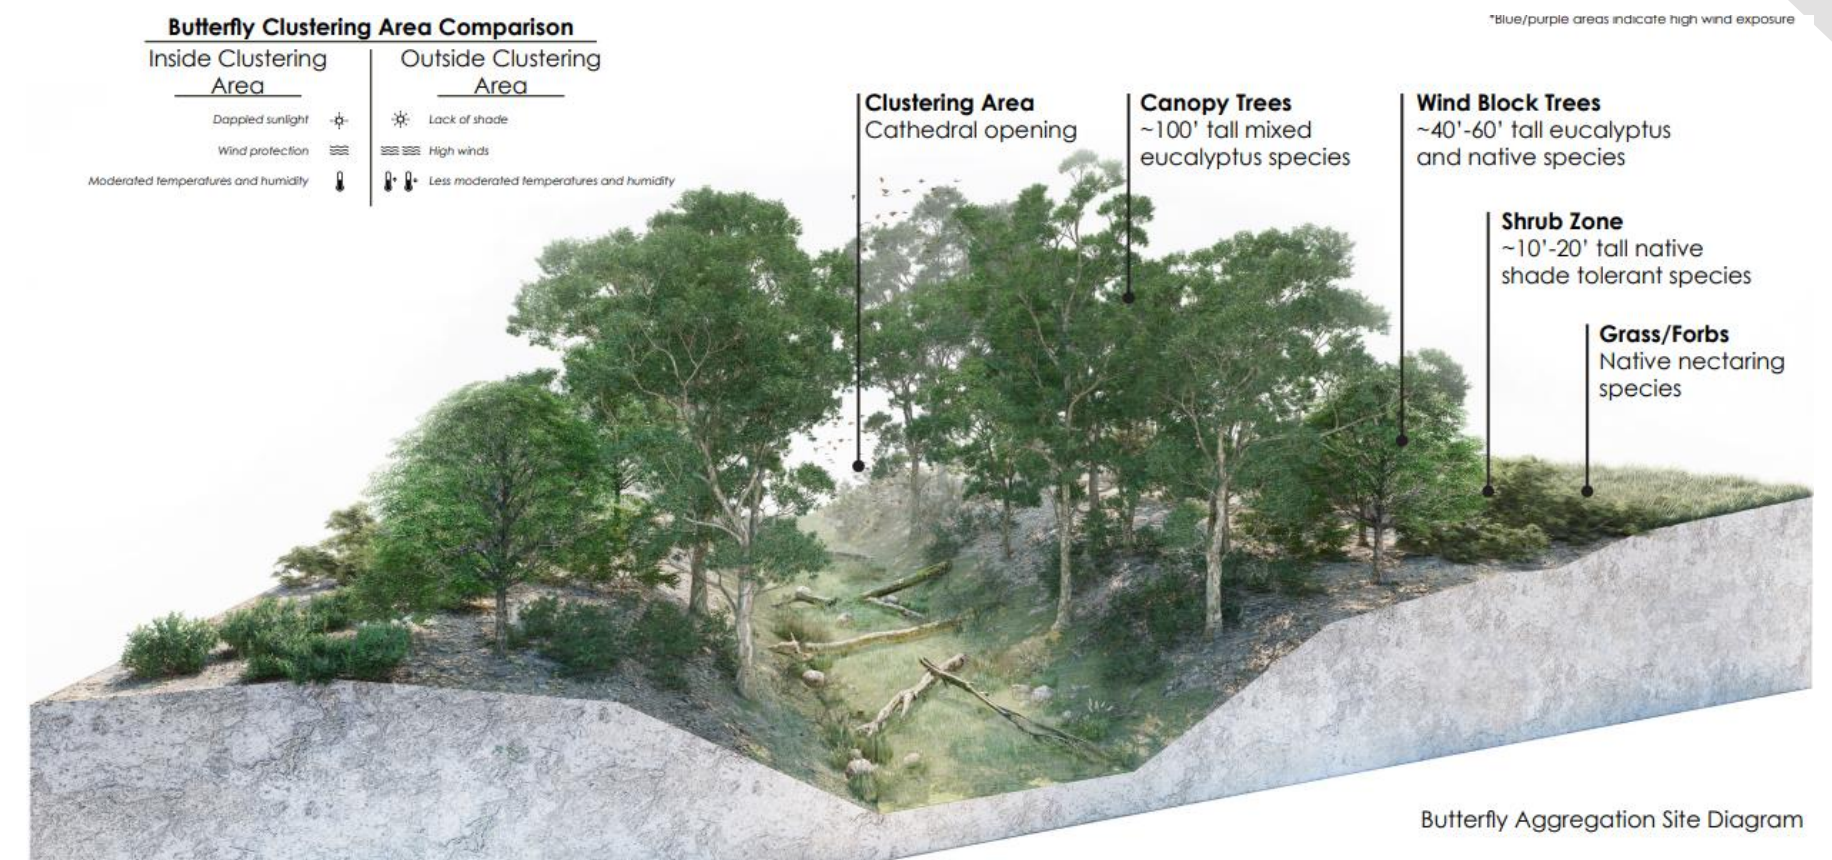 Butterfly Clustering Area Comparison
Inside Clustering
Area
Outside Clustering
Area
Dappled sunlight
Lack of shade
Wind protection
High winds
Moderated temperatures and humidity
Less moderated temperatures and humidity
*Blue/purple areas indicate high wind exposure
Clustering Area
Cathedral opening
Canopy Trees
~100' tall mixed
eucalyptus species
Wind Block Trees
~40'-60' tall eucalyptus
and native species
Shrub Zone
~10'-20' tall native
shade tolerant species
Grass/Forbs
Native nectaring
species
Butterfly Aggregation Site Diagram